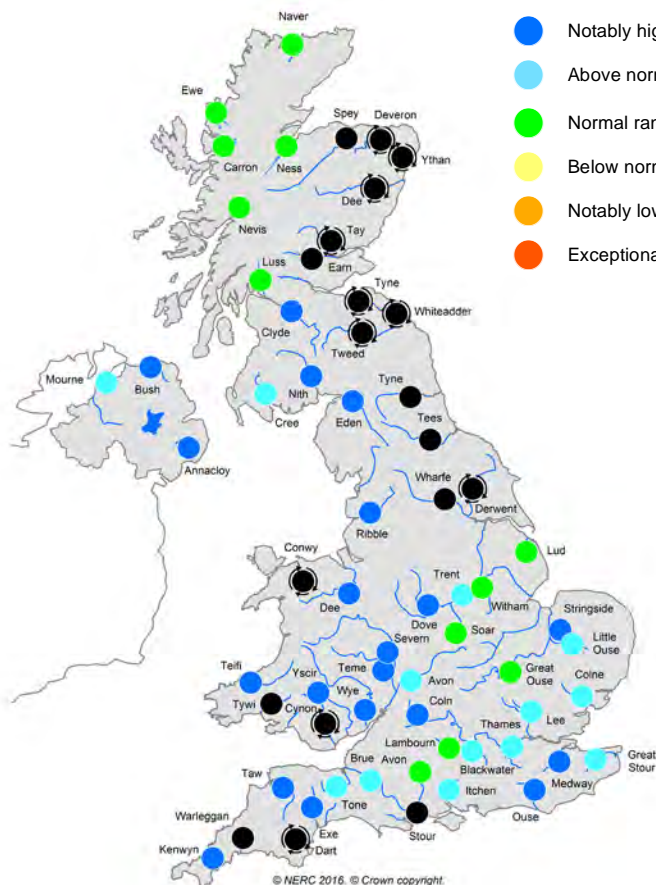 Naver
Notably hig
Above norr
Ewe
Spey
Deveron
Normal ran
Carron
Ness
Ythan
Below norr
Dee
Nevis
Notably low
Tay
Luss
Earn
Exceptiona
Tyne
Whiteadder
Clyde
Tweed
Mourne
Bush
Nith
Tyne
Cree
Eden
Tees
Annacloy
Wharfe
Derwent
Ribble
Conwy
Lud
Trent
Dee
Witham
Stringside
Dove
Soar
Severn
Little
Ouse
Teifi
Yscir
Teme
Great
Ouse
Colne
Wye
Avon
Tywi
Cynon
Coln
Thames
Lee
Lambourn
Brue
Avon
Blackwater
Great
Stour
Taw
Medway
Itchen
Tone
Ouse
Warleggan
Exe
Stour
Kenwyn
Dart
© NERC 2016. © Crown copyright.